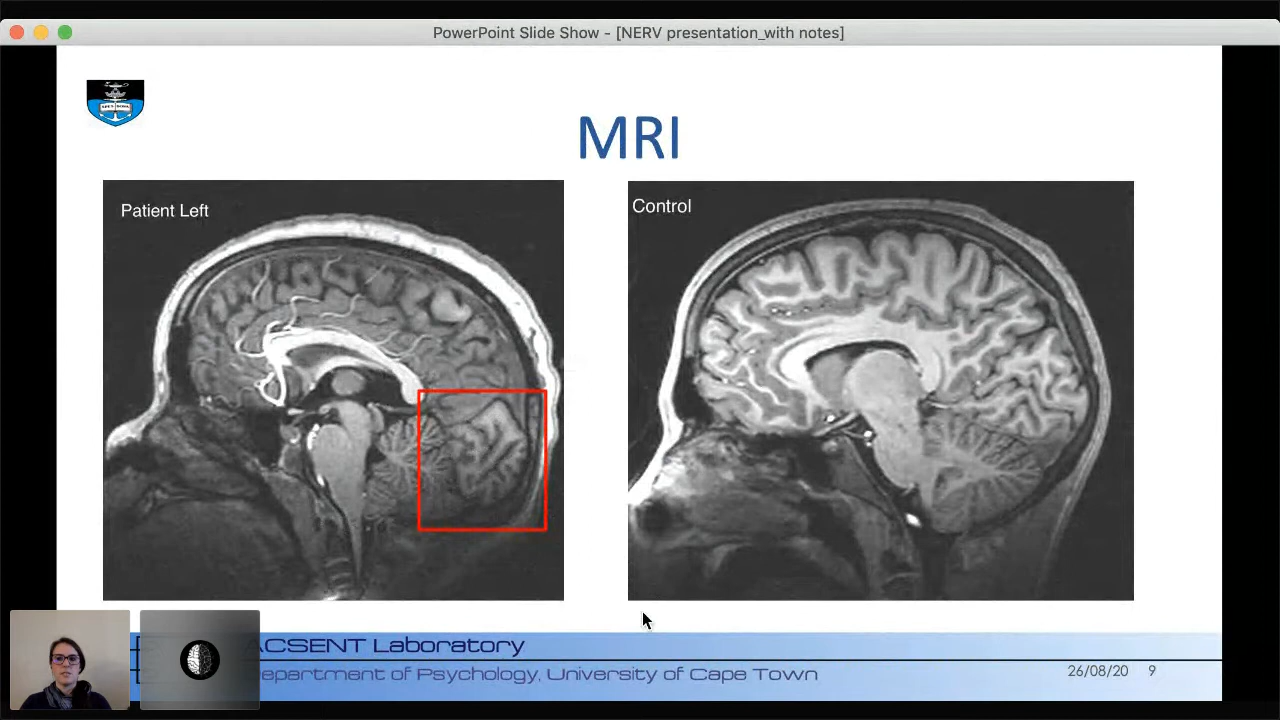 PowerPoint Slide Show - [NERV presentation_with notes]
MRI
Patient Left
Control
ACSENT Laboratory
epartment of Psychology, University of Cape Town
26/08/20 9